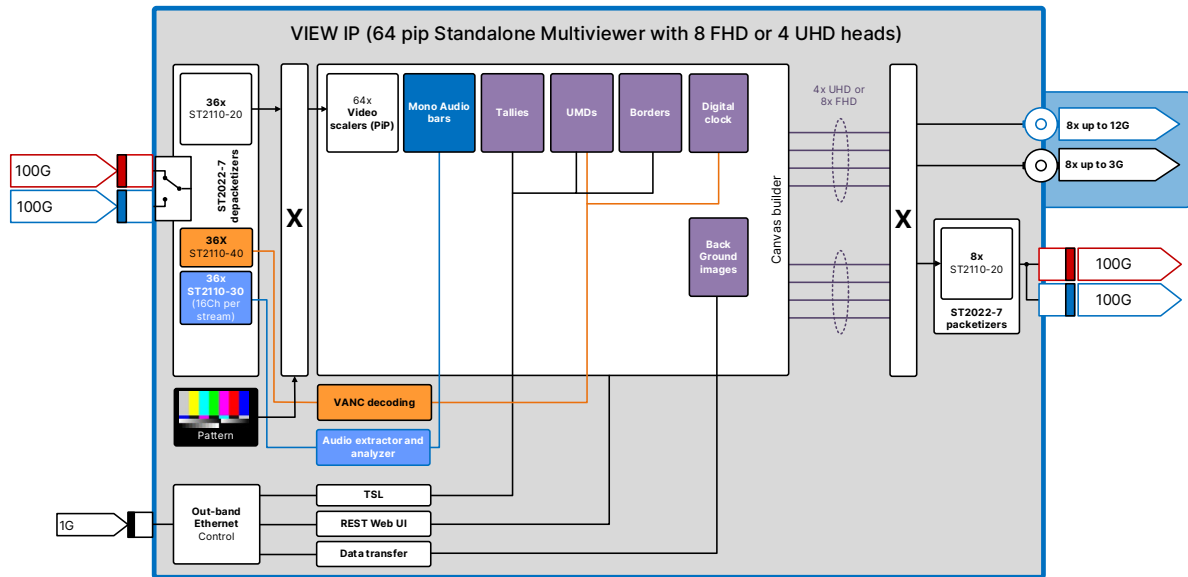 VIEW IP (64 pip Standalone Multiviewer with 8 FHD or 4 UHD heads)
36x
ST2110-20
ST2022-7
depacketizers
36X
ST2110-40
36x
ST2110-30
(16Ch per
stream)
Pattern
100G
100G
X
64x
Video
scalers (PiP)
Mono Audio
bars
Tallies
UMDs
Borders
Digital
clock
Back
Ground
images
Canvas builder
4x UHD or
8x FHD
X
8x up to 12G
8x up to 3G
8x
ST2110-20
ST2022-7
packetizers
100G
100G
VANC decoding
Audio extractor and
analyzer
1G
Out-band
Ethernet
Control
TSL
REST Web UI
Data transfer